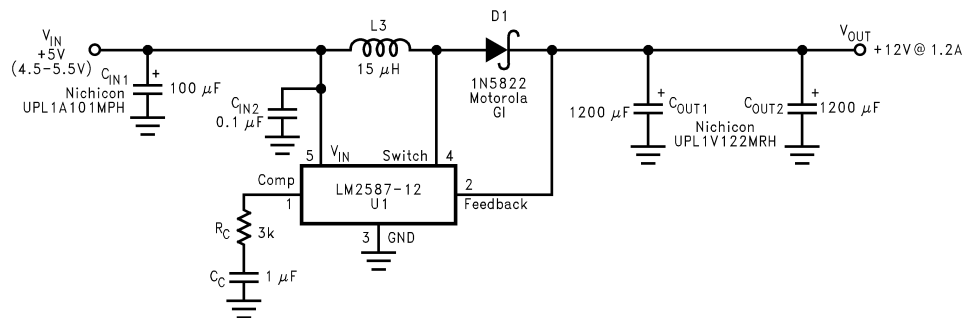 D1
L3
V_IN
+5V
(4.5-5.5V)
V_OUT
+12V@ 1.2A
15 μH
1N5822
Motorola
GI
C_IN1
+
100 μF
Nichicon
UPL1A101MPH
C_IN2
0.1 μF
1200 μF
+
C_OUT1
C_OUT2
+
1200 μF
Nichicon
UPL1V122MRH
5
V_IN
Switch
4
Comp
1
LM2587-12
U1
2
Feedback
3
GND
R_C
3k
C_C
1 μF